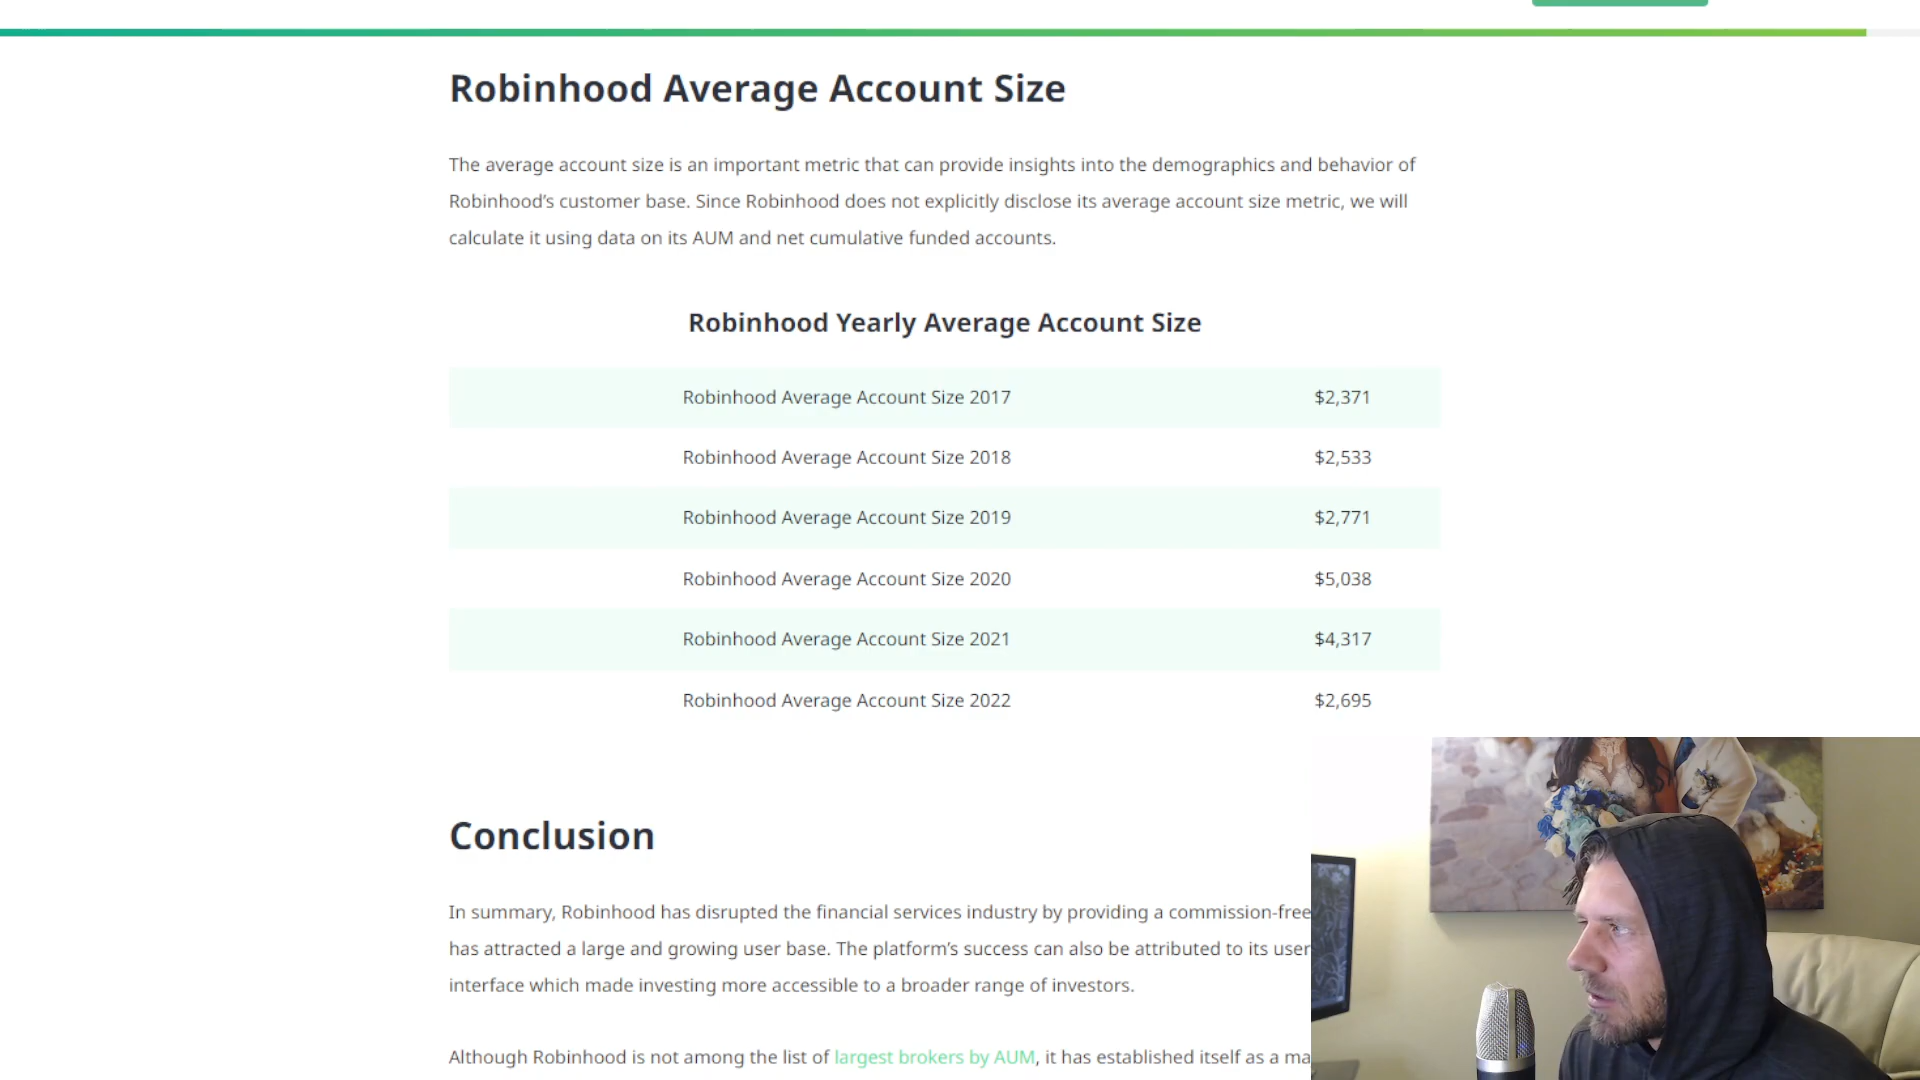 Robinhood Average Account Size
The average account size is an important metric that can provide insights into the demographics and behavior of
Robinhood's customer base. Since Robinhood does not explicitly disclose its average account size metric, we will
calculate it using data on its AUM and net cumulative funded accounts.
Robinhood Yearly Average Account Size
Robinhood Average Account Size 2017 $2,371
Robinhood Average Account Size 2018 $2,533
Robinhood Average Account Size 2019 $2,771
Robinhood Average Account Size 2020 $5,038
Robinhood Average Account Size 2021 $4,317
Robinhood Average Account Size 2022 $2,695
Conclusion
In summary, Robinhood has disrupted the financial services industry by providing a commission-free
has attracted a large and growing user base. The platform's success can also be attributed to its user
interface which made investing more accessible to a broader range of investors.
Although Robinhood is not among the list of largest brokers by AUM, it has established itself as a ma